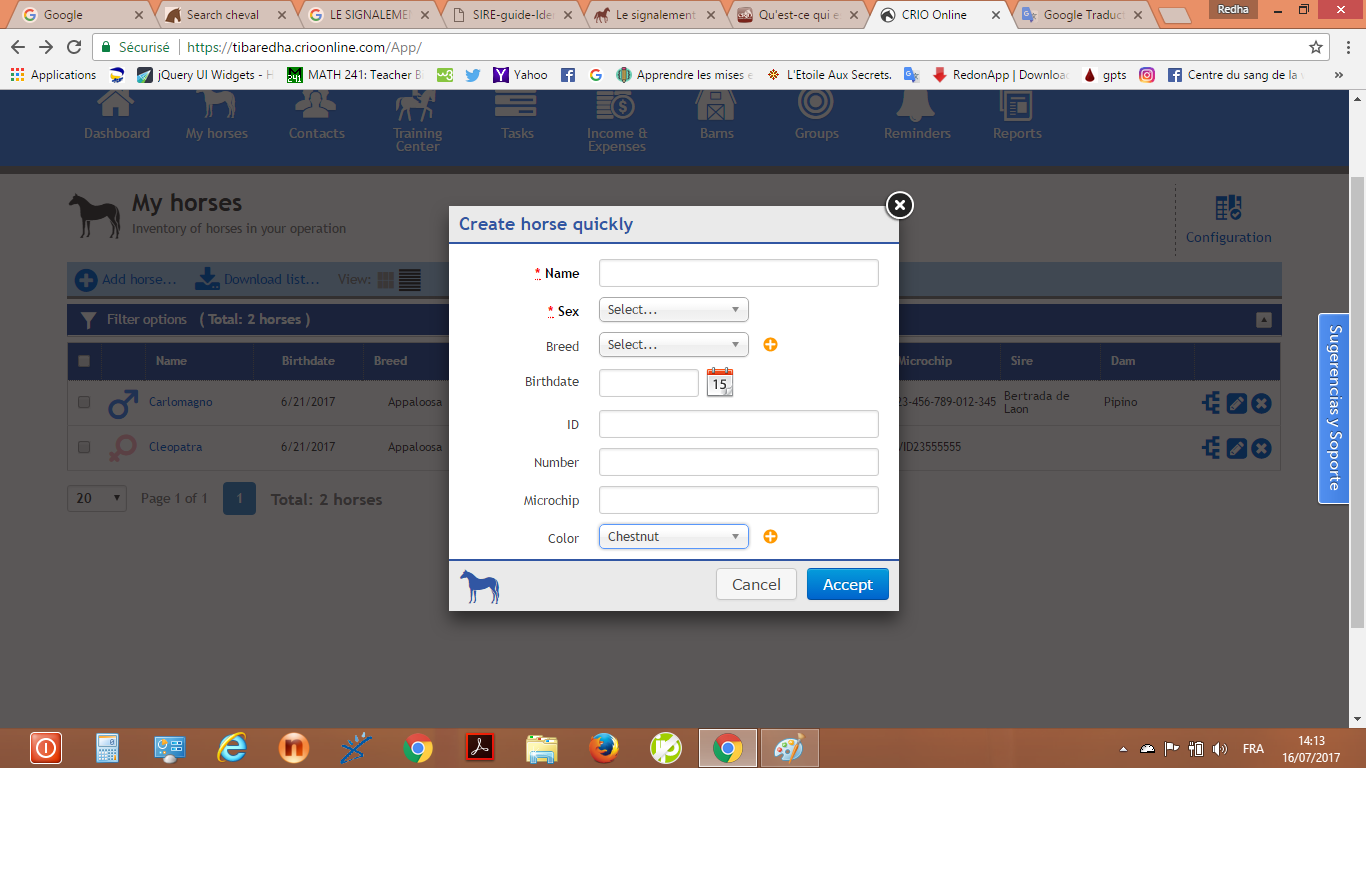 Redha
Google
Search cheval
LE SIGNALEMEN
SIRE-guide-Ide
Le signalement
Qu'est-ce qui e
CRIO Online
Google Traduct
Sécurisé
https://tibaredha.crioonline.com/App/
Applications
jQuery UI Widgets - H
MATH 241: Teacher B
Yahoo
Apprendre les mises e
L'Etoile Aux Secrets.
RedonApp | Downloa
gpts
Centre du sang de la
»
Dashboard
My horses
Contacts
Training Center
Tasks
Income & Expenses
Barns
Groups
Reminders
Reports
My horses
Inventory of horses in your operation
Configuration
Add horse...
Download list...
View:
Filter options ( Total: 2 horses )
Name Birthdate Breed Microchip Sire Dam
Carlomagno 6/21/2017 Appaloosa 23-456-789-012-345 Bertrada de Laon Pipino
Cleopatra 6/21/2017 Appaloosa /ID23555555
20 Page 1 of 1 1 Total: 2 horses
Create horse quickly
* Name
* Sex Select...
Breed Select...
Birthdate 15
ID
Number
Microchip
Color Chestnut
Cancel Accept
Sugerencias y Soporte
FRA
14:13
16/07/2017